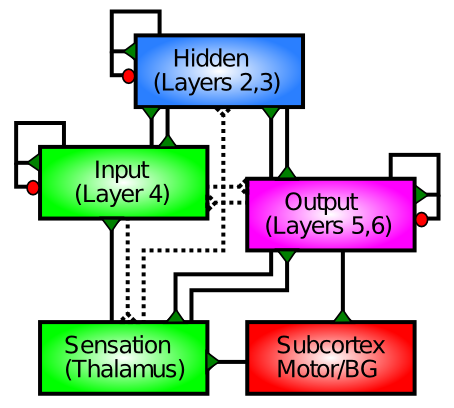 Hidden
(Layers 2,3)
Input
(Layer 4)
Output
(Layers 5,6)
Sensation
(Thalamus)
Subcortex
Motor/BG